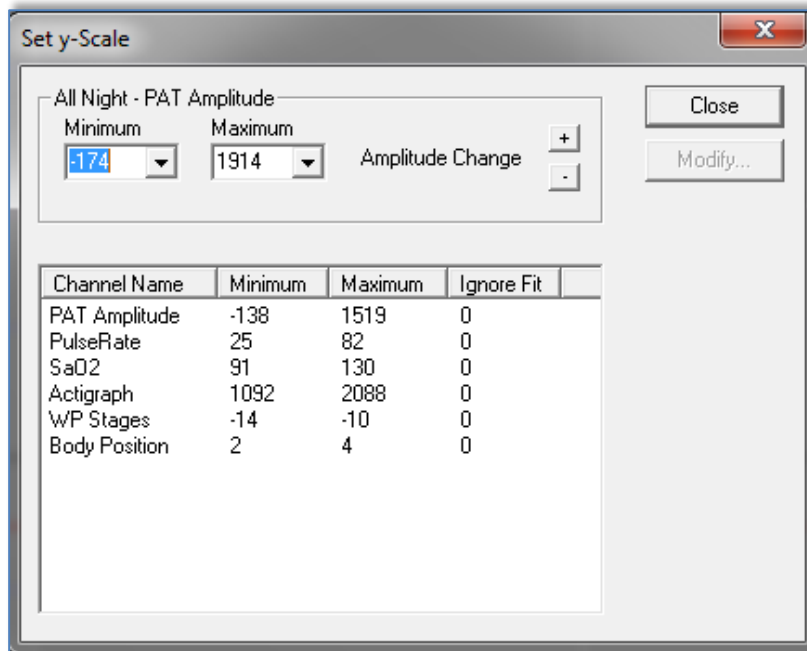 Set y-Scale
x
All Night - PAT Amplitude
Close
Minimum Maximum
+
-174 1914 Amplitude Change
Modify...
-
Channel Name Minimum Maximum Ignore Fit
PAT Amplitude -138 1519 0
PulseRate 25 82 0
SaO2 91 130 0
Actigraph 1092 2088 0
WP Stages -14 -10 0
Body Position 2 4 0